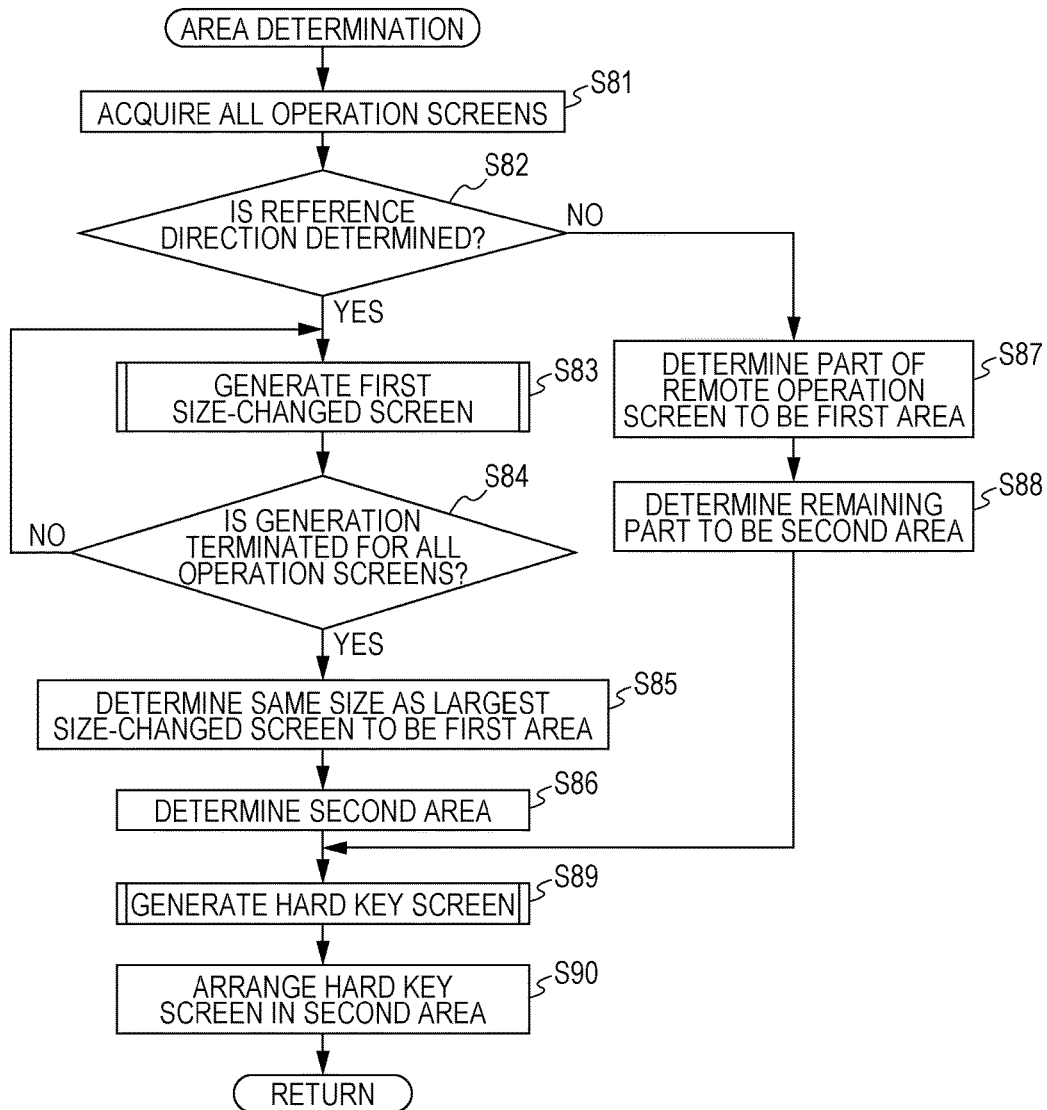 AREA DETERMINATION
S81
ACQUIRE ALL OPERATION SCREENS
S82
IS REFERENCE
DIRECTION DETERMINED?
NO
YES
S83
GENERATE FIRST
SIZE-CHANGED SCREEN
S87
DETERMINE PART OF
REMOTE OPERATION
SCREEN TO BE FIRST AREA
S84
IS GENERATION
TERMINATED FOR ALL
OPERATION SCREENS?
NO
YES
S88
DETERMINE REMAINING
PART TO BE SECOND AREA
S85
DETERMINE SAME SIZE AS LARGEST
SIZE-CHANGED SCREEN TO BE FIRST AREA
S86
DETERMINE SECOND AREA
S89
GENERATE HARD KEY SCREEN
S90
ARRANGE HARD KEY
SCREEN IN SECOND AREA
RETURN